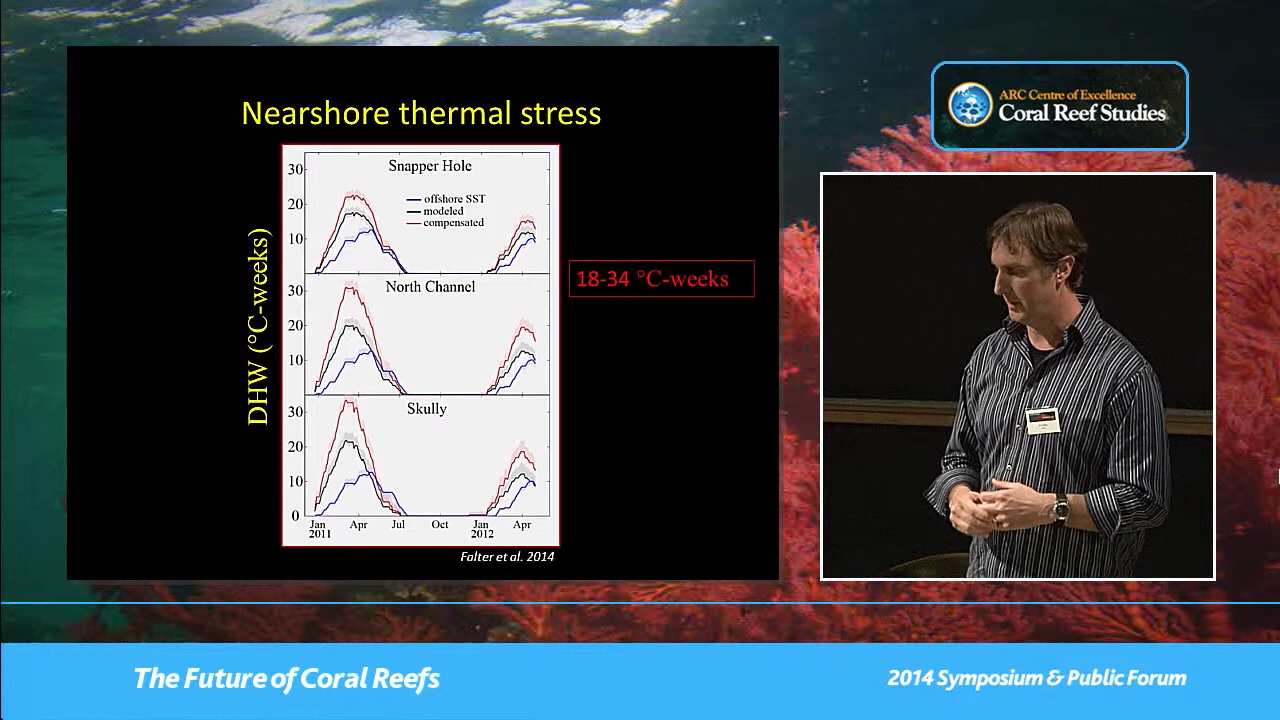 Nearshore thermal stress
DHW (°C-weeks)
Snapper Hole
30
20
10
offshore SST
modeled
compensated
North Channel
30
20
10
Skully
30
20
10
0
Jan Apr Jul Oct Jan Apr
2011 2012
18-34 °C-weeks
Falter et al. 2014
ARC Centre of Excellence
Coral Reef Studies
The Future of Coral Reefs
2014 Symposium & Public Forum